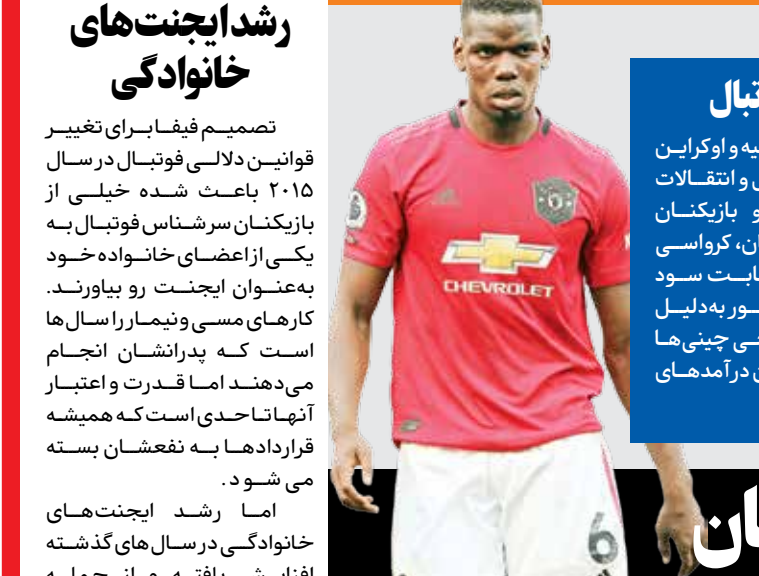 رشد ایجنت‌های
خانوادگی
تصمیم فیفا برای تغییر
قوانین دلالی فوتبال در سال
۲۰۱۵ باعث شده خیلی از
بازیکنان سرشناس فوتبال به
یکی از اعضای خانواده خود
به‌عنوان ایجنت رو بیاورند.
کارهای مسی و نیمار را سال‌ها
است که پدرانشان انجام
می‌دهند اما قدرت و اعتبار
آنها تا حدی است که همیشه
قراردادها به نفعشان بسته
می‌شود.
اما رشد ایجنت‌های
خانوادگی در سال‌های گذشته
CHEVROLET
6
یه و اوکراین
و انتقالات
و بازیکنان
ان، کرواسی
ابت سود
ور به‌دلیل
ی چینی‌ها
ن درآمدهای
ان